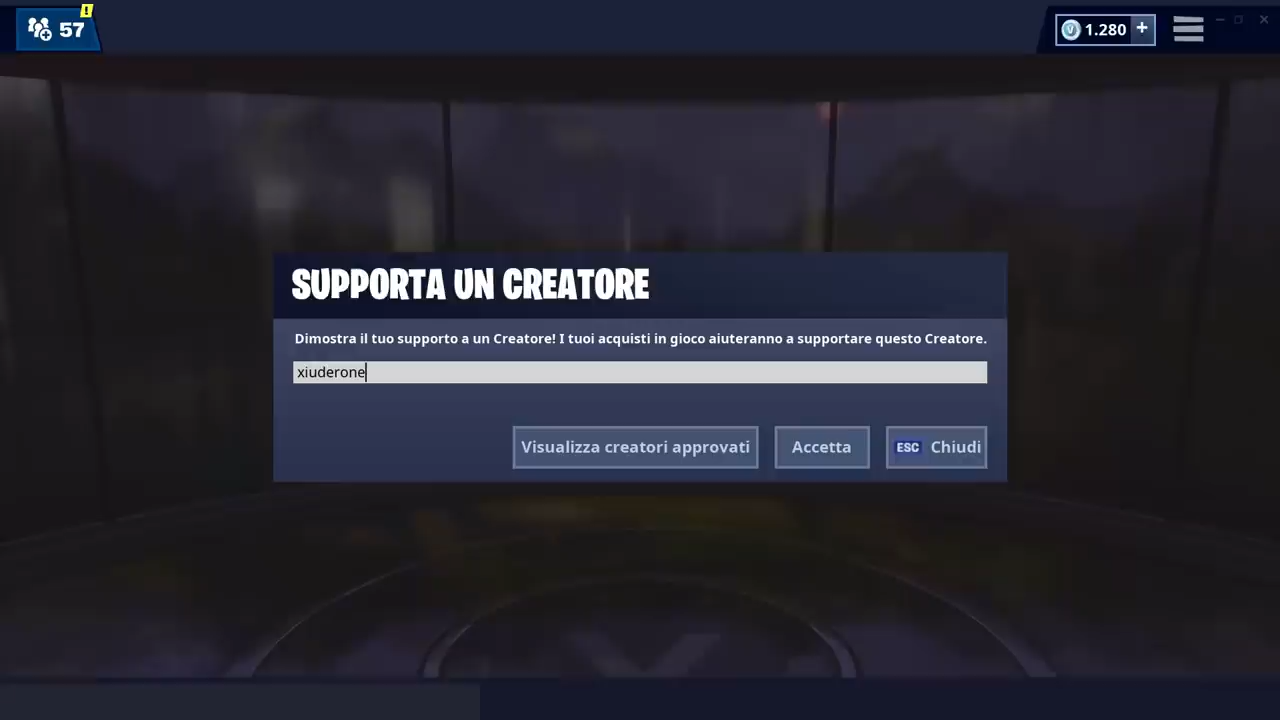 57
!
1.280 +
SUPPORTA UN CREATORE
Dimostra il tuo supporto a un Creatore! I tuoi acquisti in gioco aiuteranno a supportare questo Creatore.
xiuderone
Visualizza creatori approvati Accetta ESC Chiudi